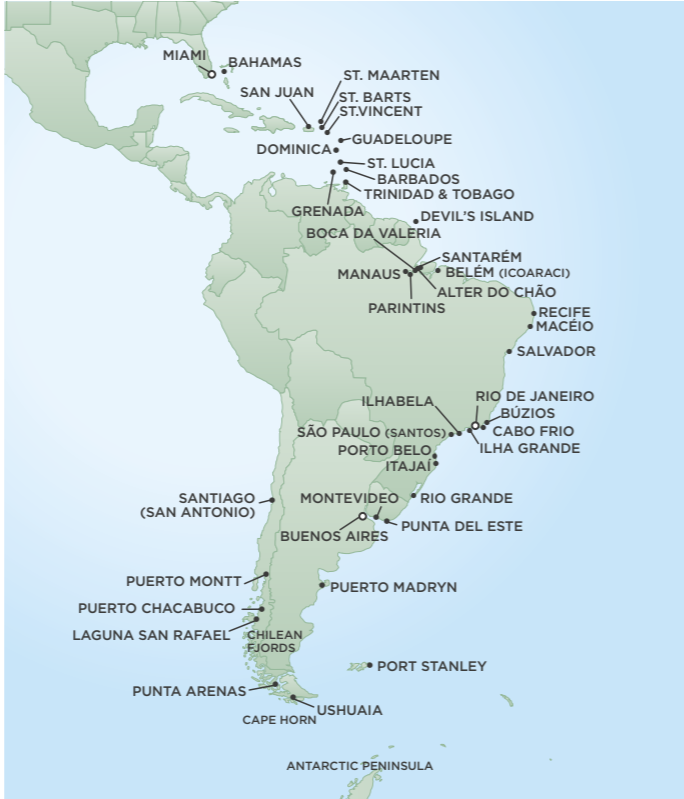 MIAMI
BAHAMAS
SAN JUAN
ST. MAARTEN
ST. BARTS
ST.VINCENT
GUADELOUPE
DOMINICA
ST. LUCIA
BARBADOS
TRINIDAD & TOBAGO
GRENADA
DEVIL'S ISLAND
BOCA DA VALERIA
SANTARÉM
MANAUS
BELÉM (ICOARACI)
ALTER DO CHÃO
PARINTINS
RECIFE
MACÉIO
SALVADOR
RIO DE JANEIRO
ILHABELA
BÚZIOS
SÃO PAULO (SANTOS)
CABO FRIO
ILHA GRANDE
PORTO BELO
ITAJAÍ
SANTIAGO
(SAN ANTONIO)
MONTEVIDEO
RIO GRANDE
PUNTA DEL ESTE
BUENOS AIRES
PUERTO MONTT
PUERTO MADRYN
PUERTO CHACABUCO
LAGUNA SAN RAFAEL
CHILEAN
FJORDS
PORT STANLEY
PUNTA ARENAS
USHUAIA
CAPE HORN
ANTARCTIC PENINSULA